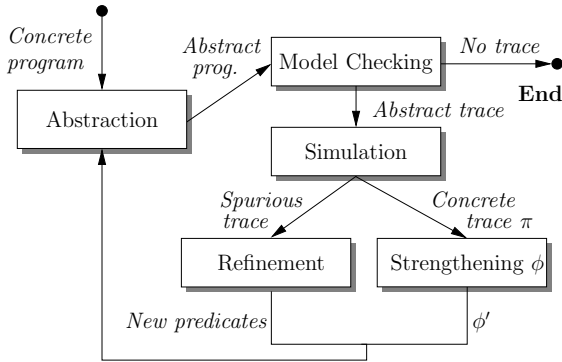 Concrete
program
Abstract
prog.
No trace
Model Checking
End
Abstraction
Abstract trace
Simulation
Spurious
trace
Concrete
trace π
Refinement
Strengthening ϕ
New predicates
ϕ′